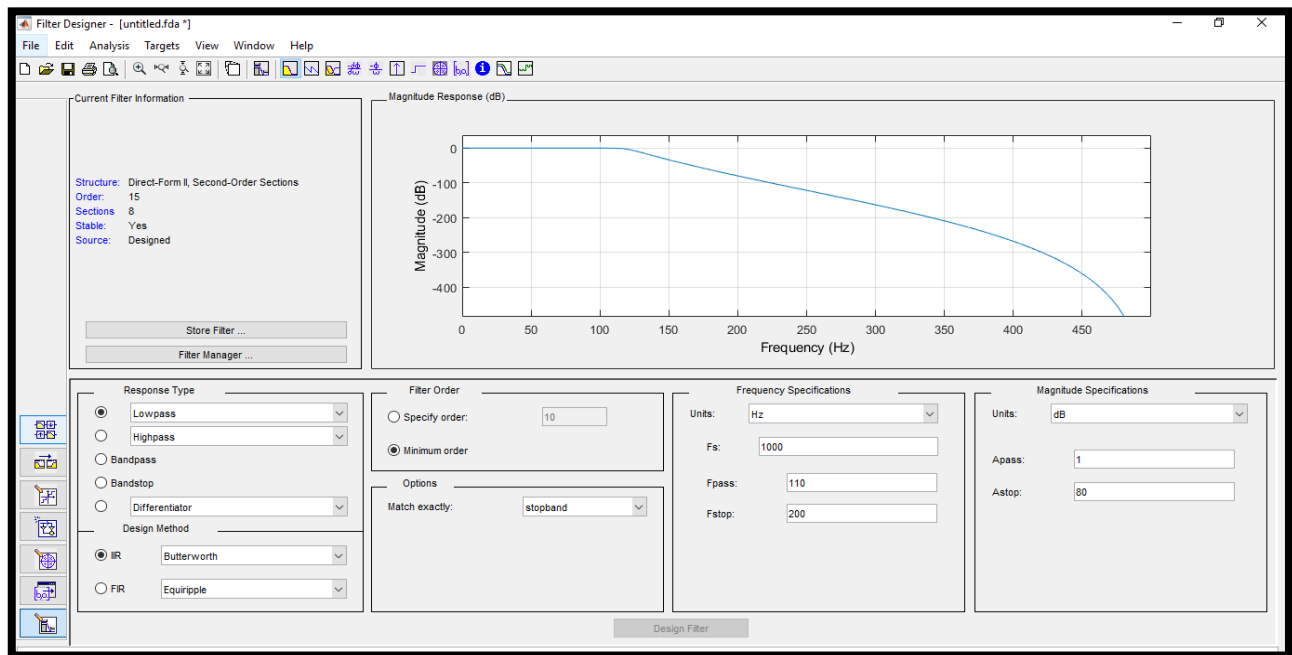 Filter Designer - [untitled.fda *]
File Edit Analysis Targets View Window Help
Current Filter Information
Structure: Direct-Form II, Second-Order Sections
Order: 15
Sections 8
Stable: Yes
Source: Designed
Store Filter ...
Filter Manager ...
Magnitude Response (dB)
Magnitude (dB)
0
-100
-200
-300
-400
0 50 100 150 200 250 300 350 400 450
Frequency (Hz)
Response Type
Lowpass
Highpass
Bandpass
Bandstop
Differentiator
Design Method
IIR Butterworth
FIR Equiripple
Filter Order
Specify order: 10
Minimum order
Options
Match exactly: stopband
Frequency Specifications
Units: Hz
Fs: 1000
Fpass: 110
Fstop: 200
Magnitude Specifications
Units: dB
Apass: 1
Astop: 80
Design Filter